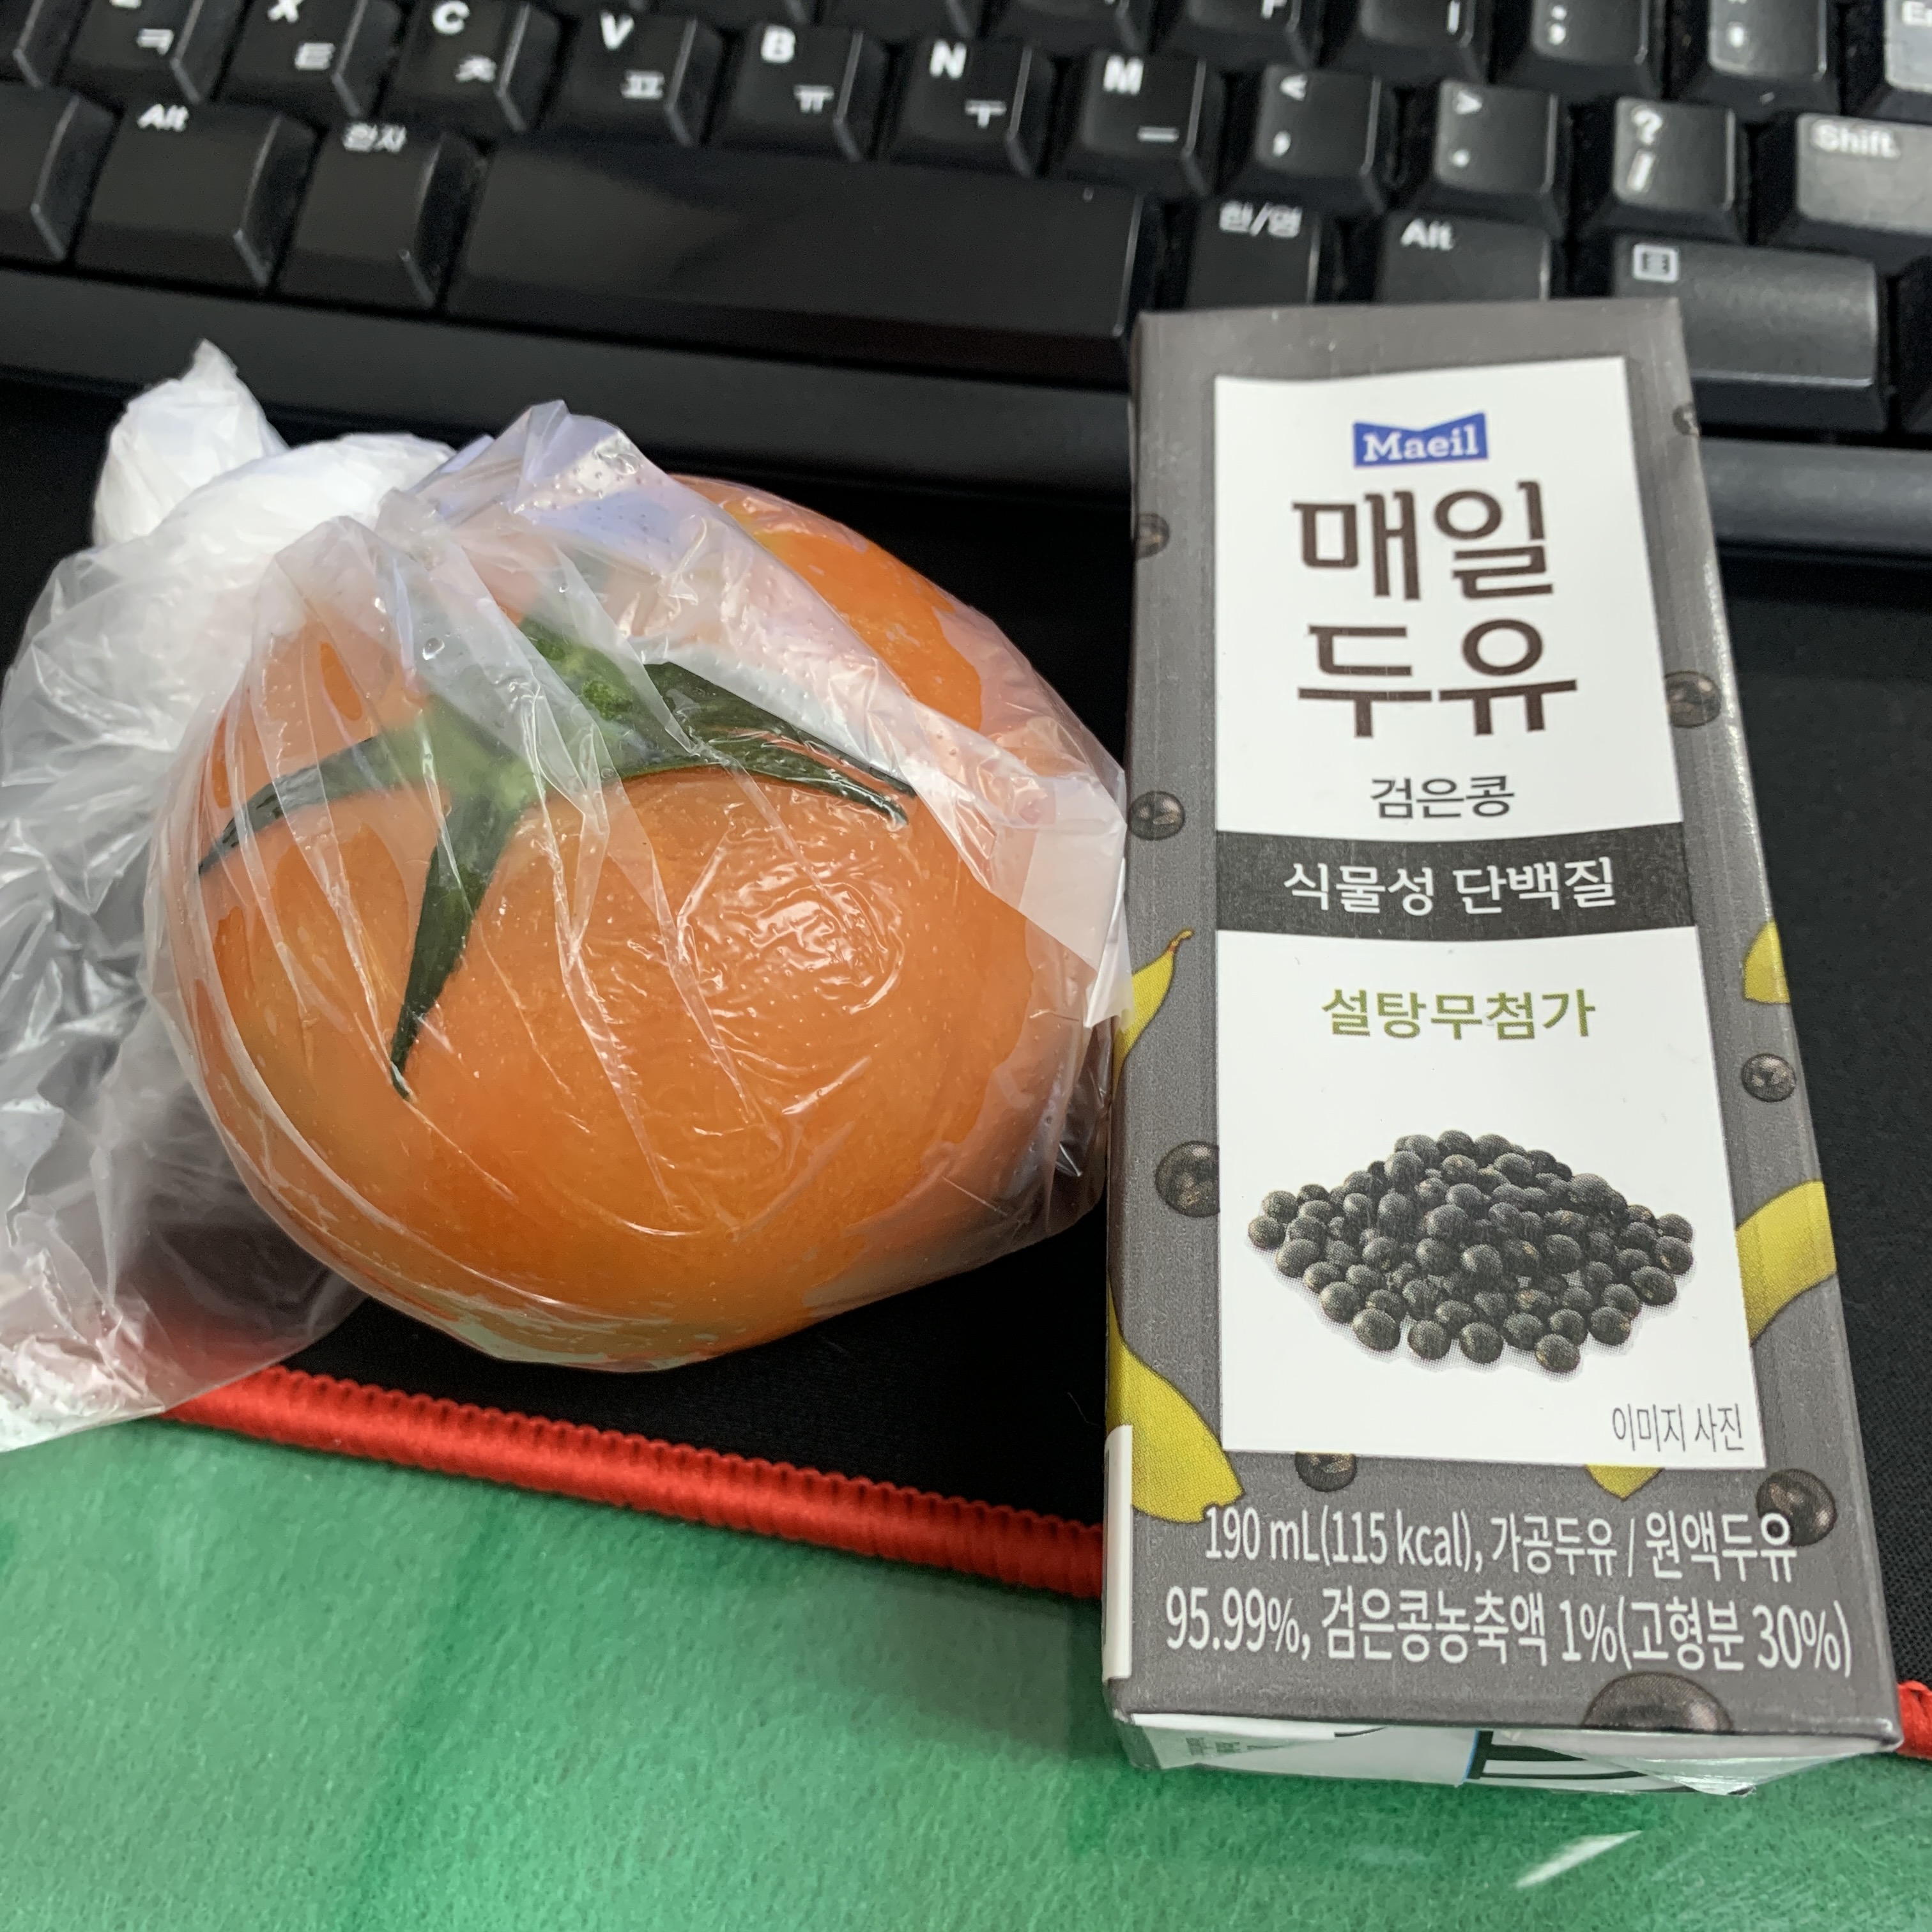 X ㅌ
C ㅊ
V ㅍ
B ㅠ
N ㅜ
M ㅡ
< ,
> .
? /
Shift
Alt
한자
한/영
Alt
Maeil
매일
두유
검은콩
식물성 단백질
설탕무첨가
이미지 사진
190 mL(115 kcal), 가공두유 / 원액두유
95.99%, 검은콩농축액 1%(고형분 30%)